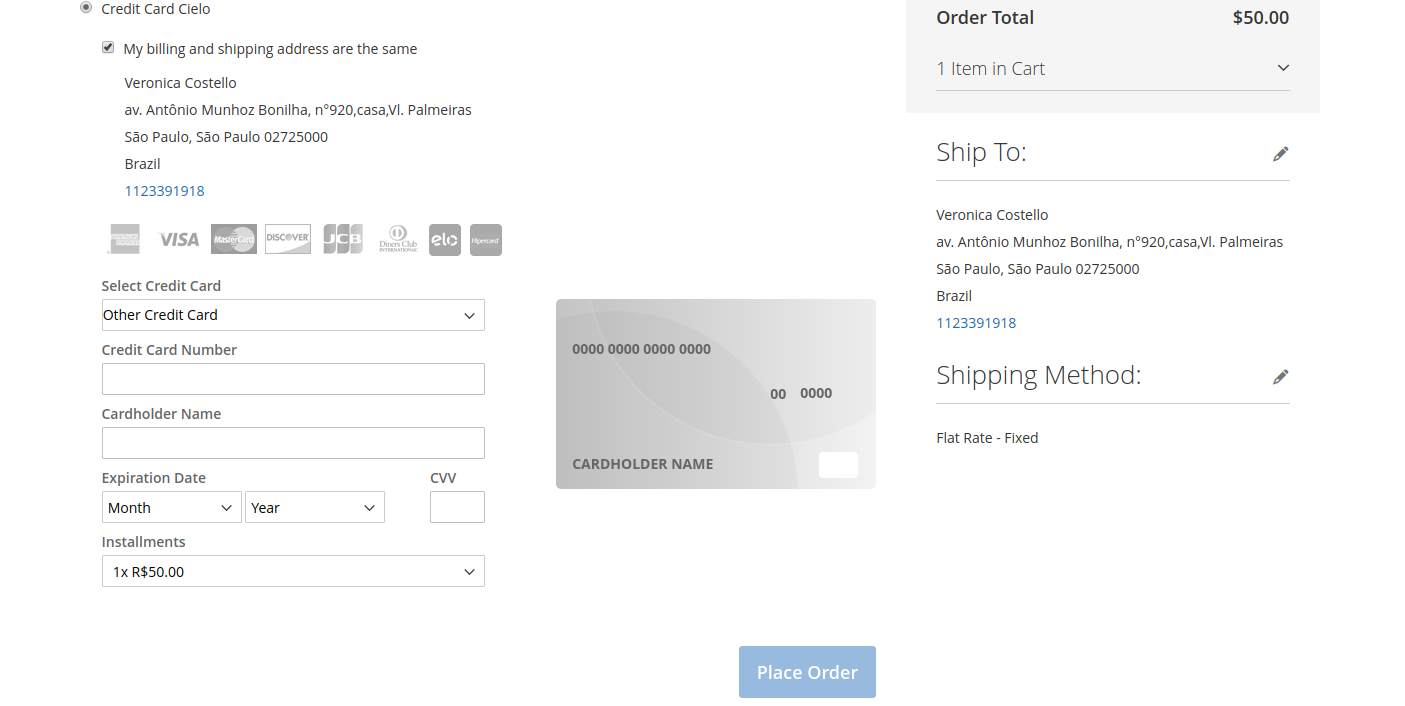 Credit Card Cielo
My billing and shipping address are the same
Veronica Costello
av. Antônio Munhoz Bonilha, n°920,casa,Vl. Palmeiras
São Paulo, São Paulo 02725000
Brazil
1123391918
VISA
MasterCard
DISCOVER
JCB
Diners Club
INTERNATIONAL
elo
Hipercard
Select Credit Card
Other Credit Card
Credit Card Number
Cardholder Name
Expiration Date CVV
Month Year
Installments
1x R$50.00
0000 0000 0000 0000
00 0000
CARDHOLDER NAME
Place Order
Order Total $50.00
1 Item in Cart
Ship To:
Veronica Costello
av. Antônio Munhoz Bonilha, n°920,casa,Vl. Palmeiras
São Paulo, São Paulo 02725000
Brazil
1123391918
Shipping Method:
Flat Rate - Fixed